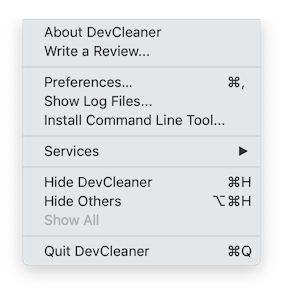 About DevCleaner
Write a Review...
Preferences... ⌘,
Show Log Files...
Install Command Line Tool...
Services ▶
Hide DevCleaner ⌘H
Hide Others ⌥⌘H
Show All
Quit DevCleaner ⌘Q